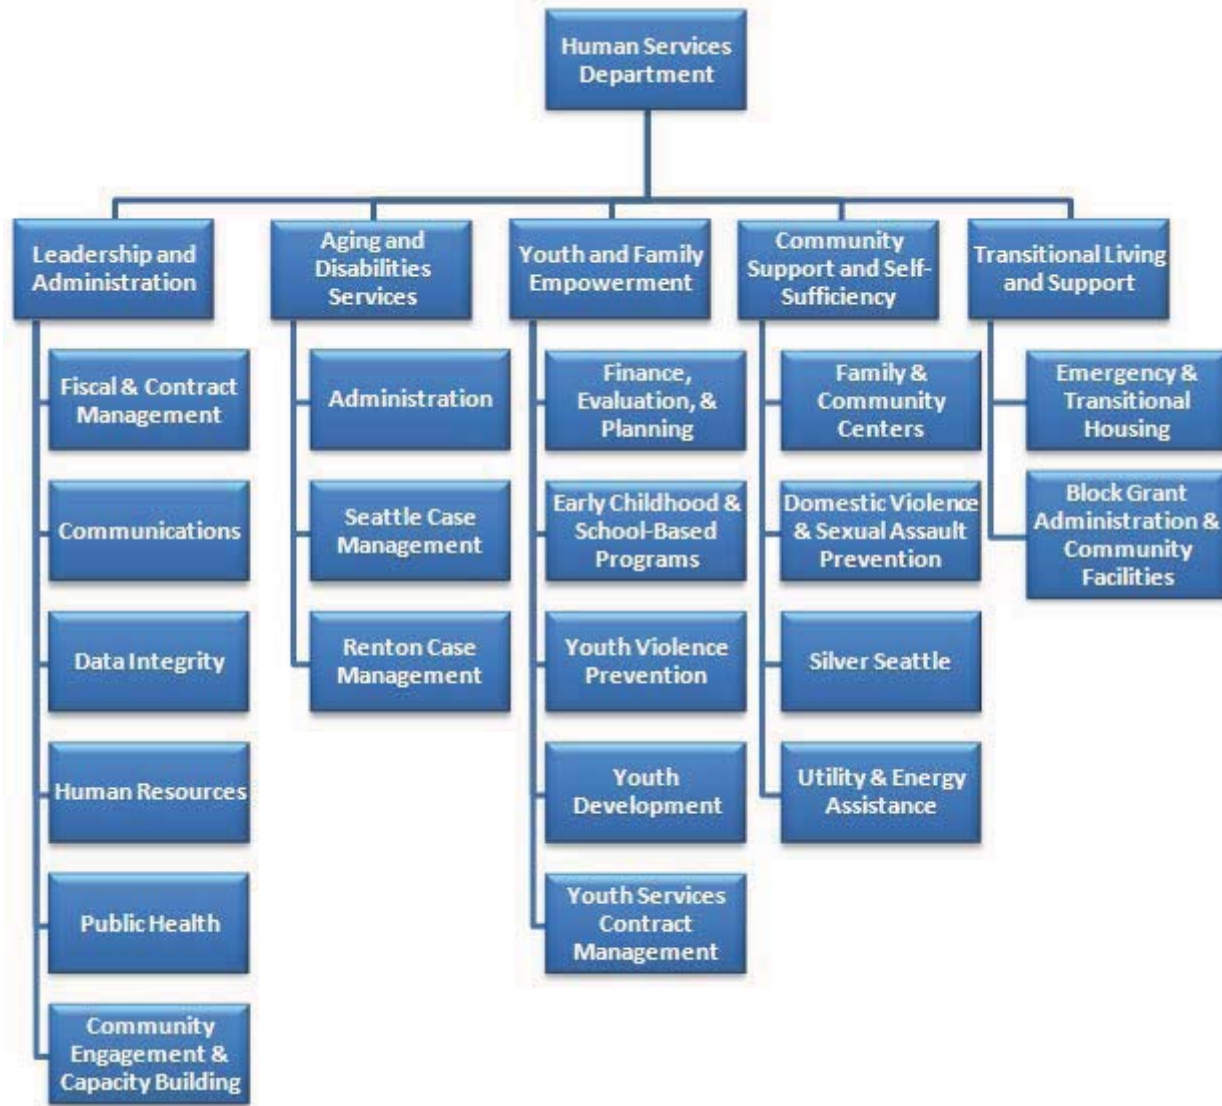 Human Services
Department
Leadership and
Administration
Fiscal & Contract
Management
Communications
Data Integrity
Human Resources
Public Health
Community
Engagement &
Capacity Building
Aging and
Disabilities
Services
Administration
Seattle Case
Management
Renton Case
Management
Youth and Family
Empowerment
Finance,
Evaluation, &
Planning
Early Childhood &
School-Based
Programs
Youth Violence
Prevention
Youth
Development
Youth Services
Contract
Management
Community
Support and Self-
Sufficiency
Family &
Community
Centers
Domestic Violence
& Sexual Assault
Prevention
Silver Seattle
Utility & Energy
Assistance
Transitional Living
and Support
Emergency &
Transitional
Housing
Block Grant
Administration &
Community
Facilities